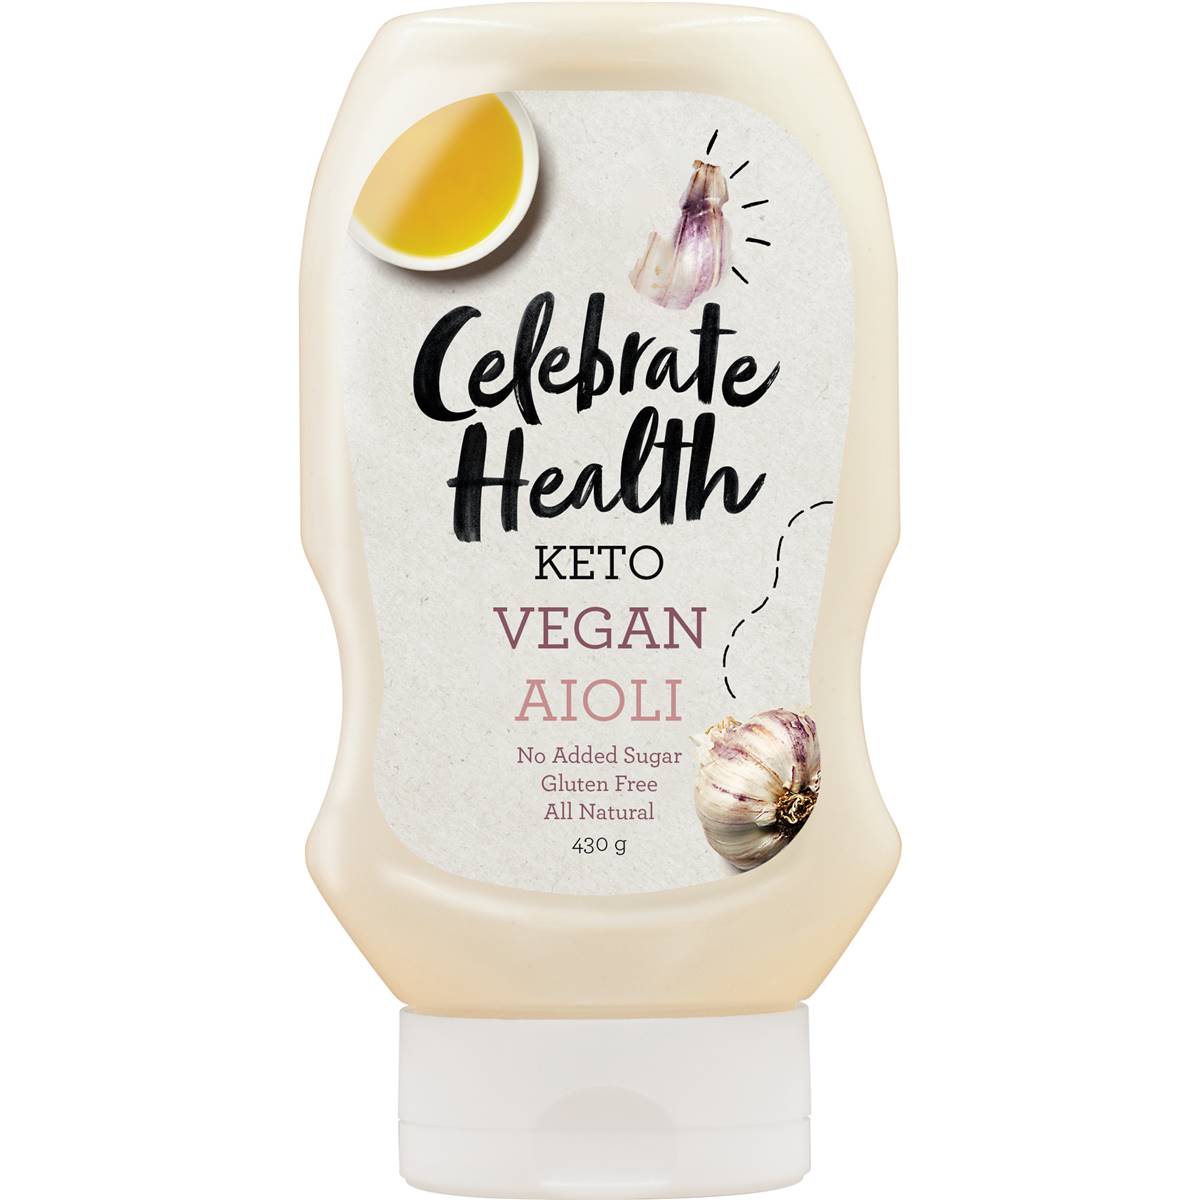 Celebrate
Health
KETO
VEGAN
AIOLI
No Added Sugar
Gluten Free
All Natural
430 g